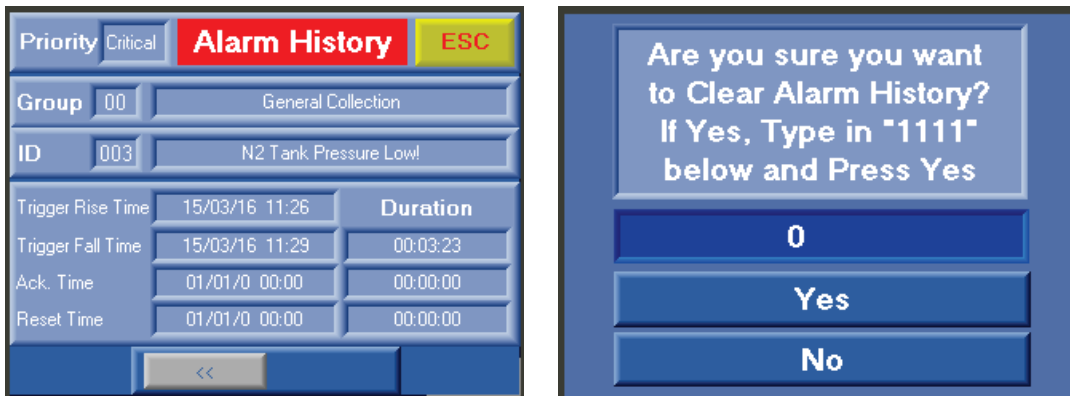 Priority Critical Alarm History ESC
Group 00 General Collection
ID 003 N2 Tank Pressure Low!
Trigger Rise Time 15/03/16 11:26 Duration
Trigger Fall Time 15/03/16 11:29 00:03:23
Ack. Time 01/01/0 00:00 00:00:00
Reset Time 01/01/0 00:00 00:00:00
<<
Are you sure you want
to Clear Alarm History?
If Yes, Type in "1111"
below and Press Yes
0
Yes
No